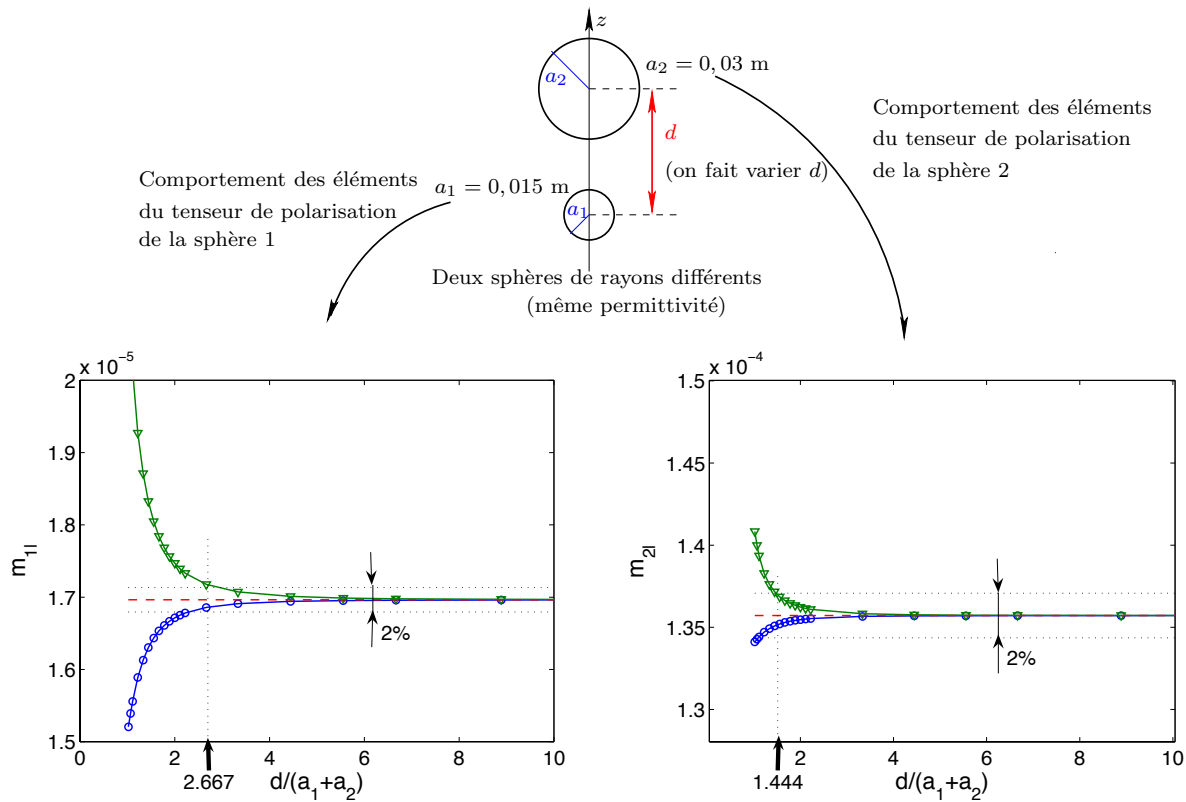 z
a₂
a₂ = 0, 03 m
d
(on fait varier d)
a₁ = 0, 015 m
a₁
Comportement des éléments
du tenseur de polarisation
de la sphère 1
Comportement des éléments
du tenseur de polarisation
de la sphère 2
Deux sphères de rayons différents
(même permittivité)
x 10⁻⁵
2
1.9
1.8
1.7
1.6
1.5
m₁ₗ
2%
0 2 4 6 8 10
2.667
d/(a₁+a₂)
x 10⁻⁴
1.5
1.45
1.4
1.35
1.3
m₂ₗ
2%
2 4 6 8 10
1.444
d/(a₁+a₂)